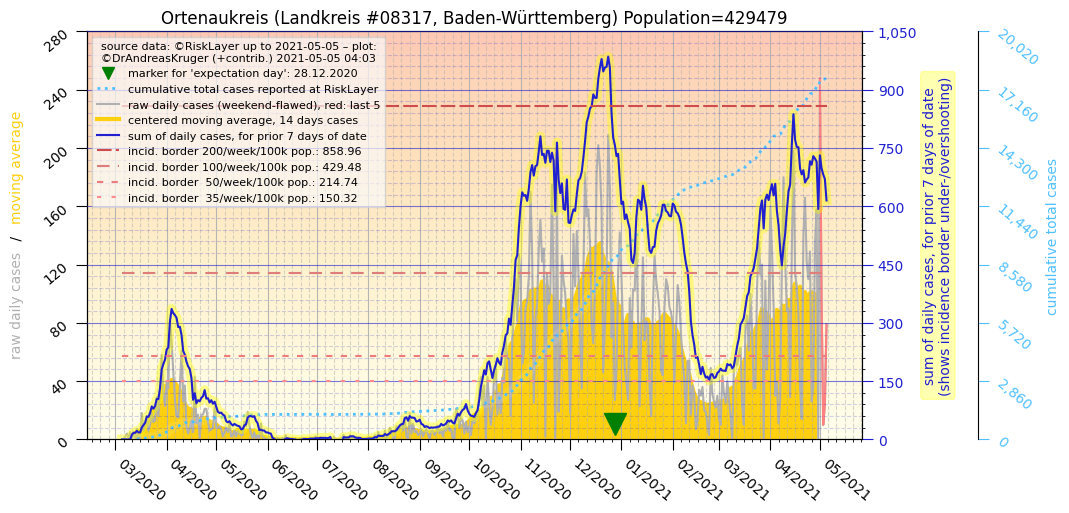 Ortenaukreis (Landkreis #08317, Baden-Württemberg) Population=429479
source data: ©RiskLayer up to 2021-05-05 – plot:
©DrAndreasKruger (+contrib.) 2021-05-05 04:03
marker for 'expectation day': 28.12.2020
cumulative total cases reported at RiskLayer
raw daily cases (weekend-flawed), red: last 5
centered moving average, 14 days cases
sum of daily cases, for prior 7 days of date
incid. border 200/week/100k pop.: 858.96
incid. border 100/week/100k pop.: 429.48
incid. border  50/week/100k pop.: 214.74
incid. border  35/week/100k pop.: 150.32
raw daily cases  /  moving average
280
240
200
160
120
80
40
0
03/2020
04/2020
05/2020
06/2020
07/2020
08/2020
09/2020
10/2020
11/2020
12/2020
01/2021
02/2021
03/2021
04/2021
05/2021
1,050
900
750
600
450
300
150
0
sum of daily cases, for prior 7 days of date
(shows incidence border under-/overshooting)
20,020
17,160
14,300
11,440
8,580
5,720
2,860
0
cumulative total cases